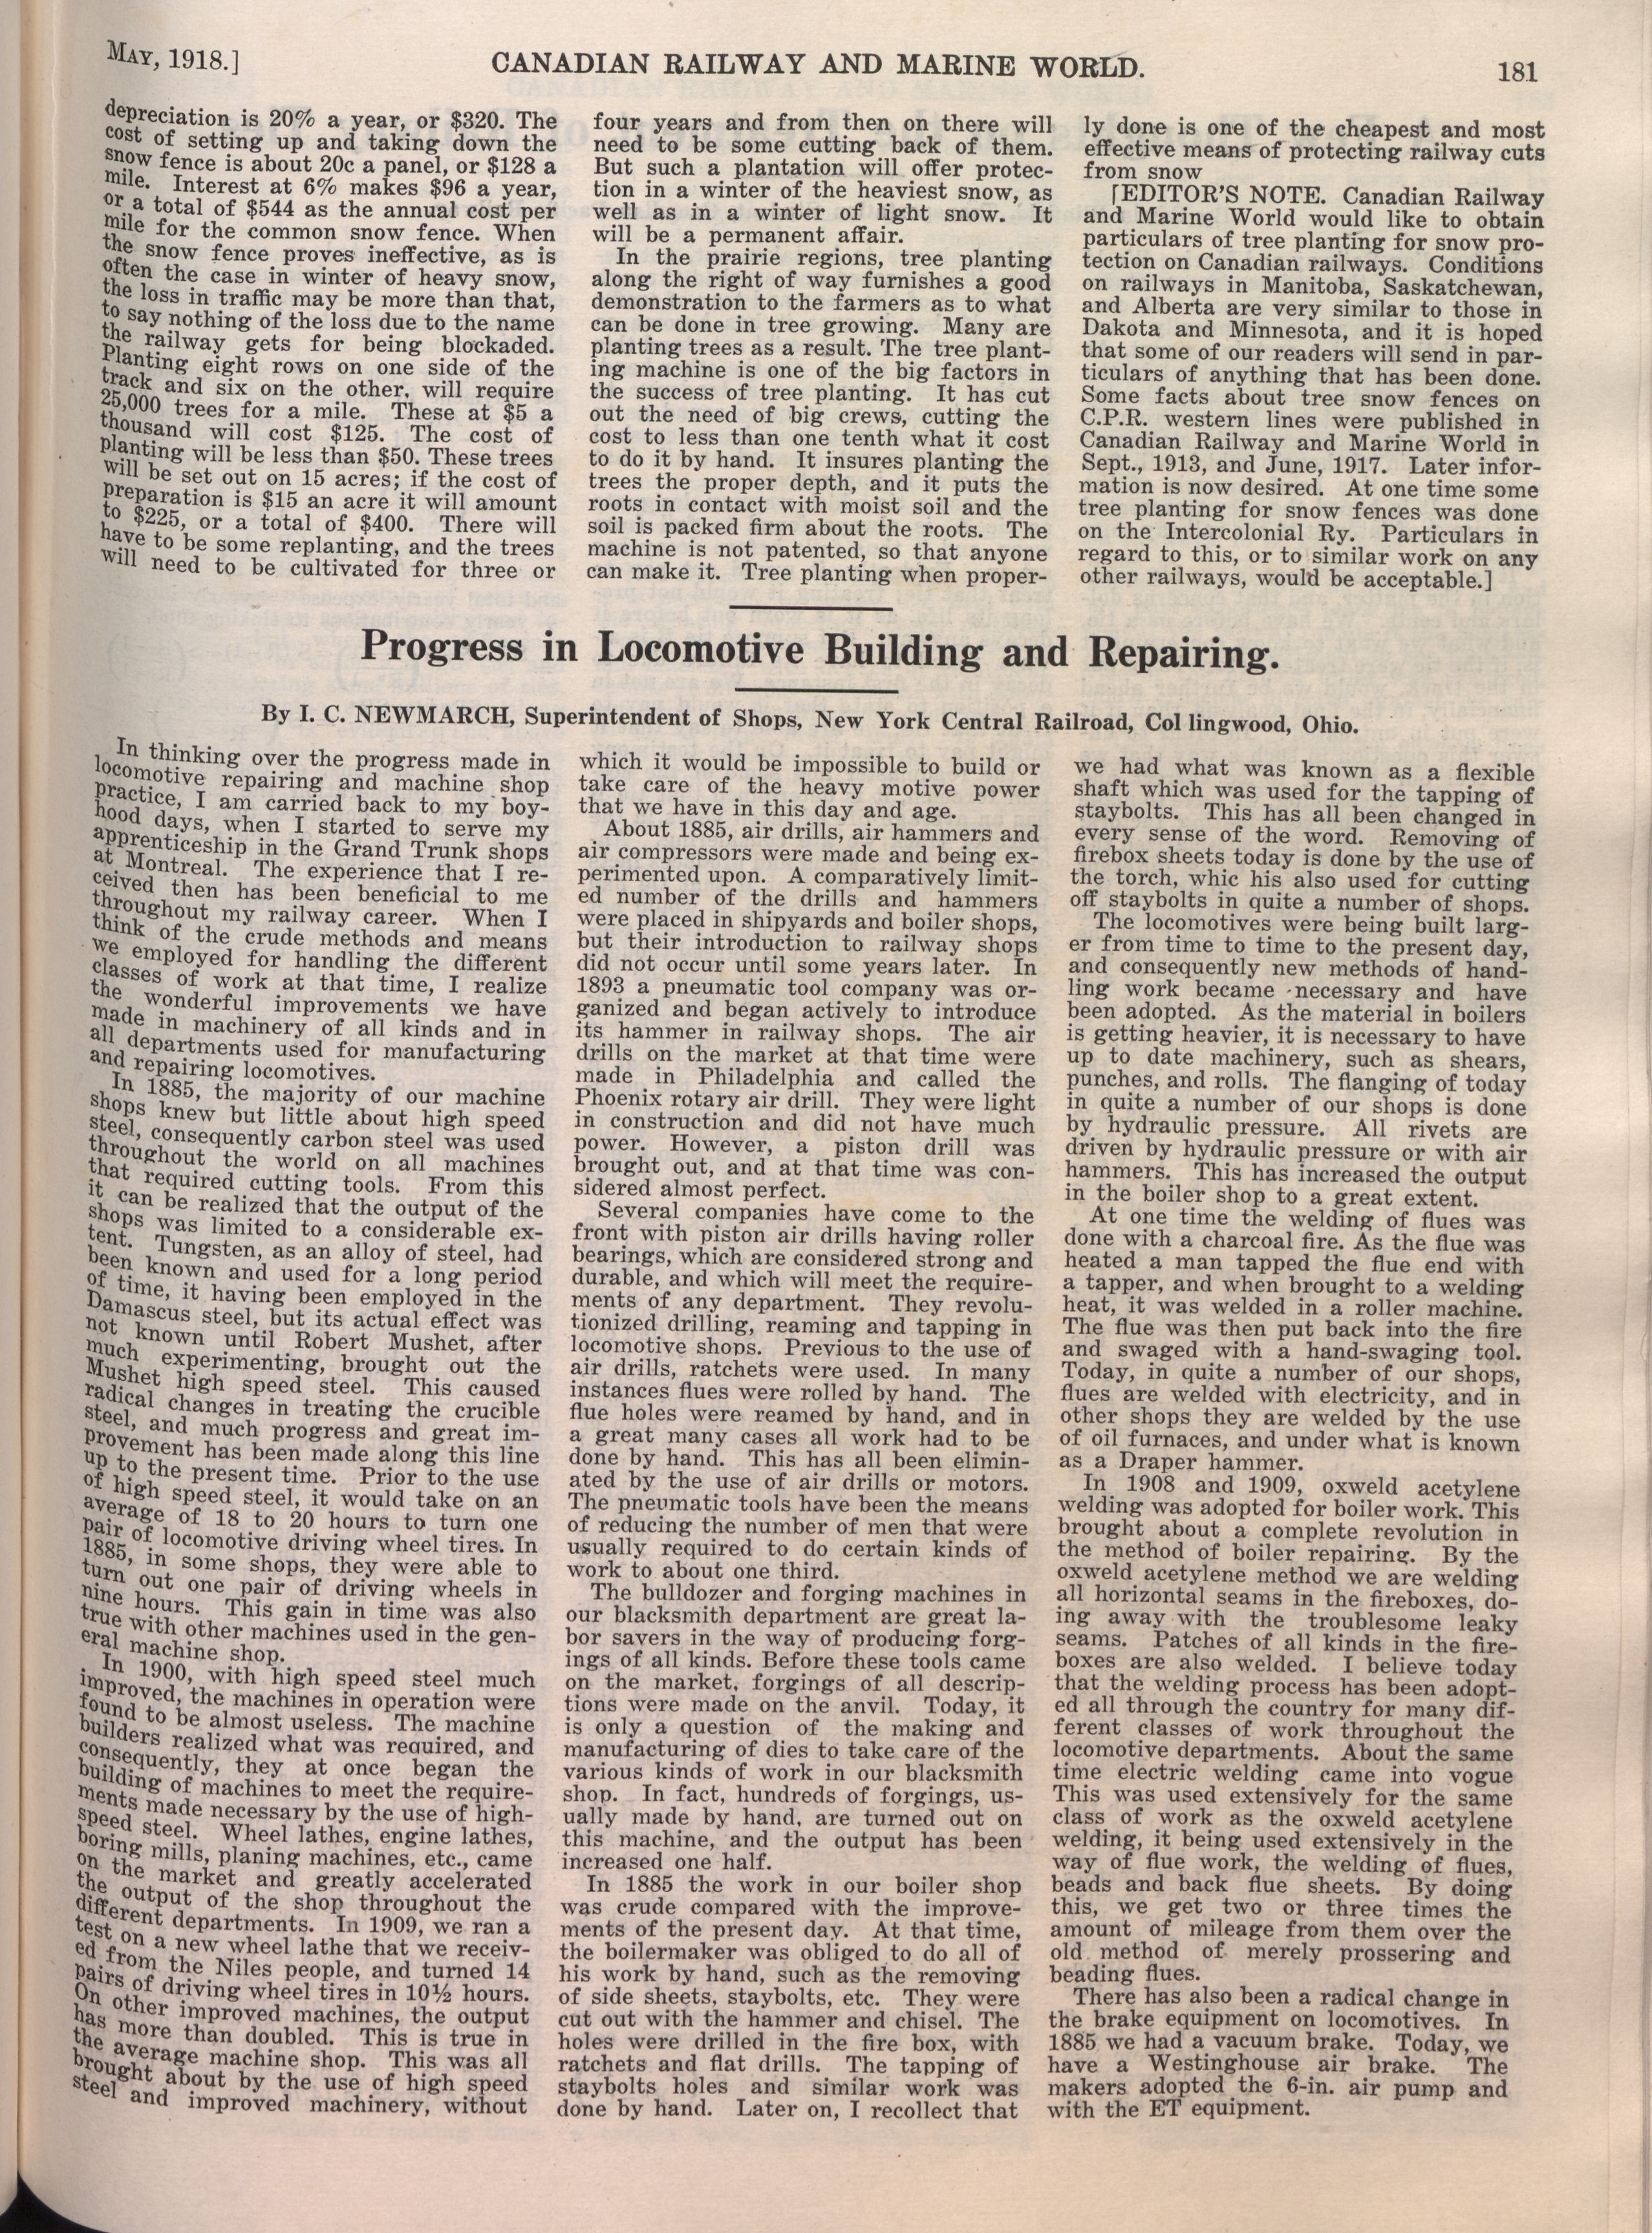 MAY, 1918.]
CANADIAN RAILWAY AND MARINE WORLD.
181
depreciation is 20% a year, or $320. The
cost of setting up and taking down the
snow fence is about 20c a panel, or $128 a
mile. Interest at 6% makes $96 a year,
or a total of $544 as the annual cost per
mile for the common snow fence. When
the snow fence proves ineffective, as is
often the case in winter of heavy snow,
the loss in traffic may be more than that,
to say nothing of the loss due to the name
the railway gets for being blockaded.
Planting eight rows on one side of the
track and six on the other, will require
25,000 trees for a mile. These at $5 a
thousand will cost $125. The cost of
planting will be less than $50. These trees
will be set out on 15 acres; if the cost of
preparation is $15 an acre it will amount
to $225, or a total of $400. There will
have to be some replanting, and the trees
will need to be cultivated for three or
four years and from then on there will
need to be some cutting back of them.
But such a plantation will offer protec-
tion in a winter of the heaviest snow, as
well as in a winter of light snow. It
will be a permanent affair.
In the prairie regions, tree planting
along the right of way furnishes a good
demonstration to the farmers as to what
can be done in tree growing. Many are
planting trees as a result. The tree plant-
ing machine is one of the big factors in
the success of tree planting. It has cut
out the need of big crews, cutting the
cost to less than one tenth what it cost
to do it by hand. It insures planting the
trees the proper depth, and it puts the
roots in contact with moist soil and the
soil is packed firm about the roots. The
machine is not patented, so that anyone
can make it. Tree planting when proper-
ly done is one of the cheapest and most
effective means of protecting railway cuts
from snow
[EDITOR'S NOTE. Canadian Railway
and Marine World would like to obtain
particulars of tree planting for snow pro-
tection on Canadian railways. Conditions
on railways in Manitoba, Saskatchewan,
and Alberta are very similar to those in
Dakota and Minnesota, and it is hoped
that some of our readers will send in par-
ticulars of anything that has been done.
Some facts about tree snow fences on
C.P.R. western lines were published in
Canadian Railway and Marine World in
Sept., 1913, and June, 1917. Later infor-
mation is now desired. At one time some
tree planting for snow fences was done
on the Intercolonial Ry. Particulars in
regard to this, or to similar work on any
other railways, would be acceptable.]
Progress in Locomotive Building and Repairing.
By I. C. NEWMARCH, Superintendent of Shops, New York Central Railroad, Col lingwood, Ohio.
In thinking over the progress made in
locomotive repairing and machine shop
practice, I am carried back to my boy-
hood days, when I started to serve my
apprenticeship in the Grand Trunk shops
at Montreal. The experience that I re-
ceived then has been beneficial to me
throughout my railway career. When I
think of the crude methods and means
we employed for handling the different
classes of work at that time, I realize
the wonderful improvements we have
made in machinery of all kinds and in
all departments used for manufacturing
and repairing locomotives.
In 1885, the majority of our machine
shops knew but little about high speed
steel, consequently carbon steel was used
throughout the world on all machines
that required cutting tools. From this
it can be realized that the output of the
shops was limited to a considerable ex-
tent. Tungsten, as an alloy of steel, had
been known and used for a long period
of time, it having been employed in the
Damascus steel, but its actual effect was
not known until Robert Mushet, after
much experimenting, brought out the
Mushet high speed steel. This caused
radical changes in treating the crucible
steel, and much progress and great im-
provement has been made along this line
up to the present time. Prior to the use
of high speed steel, it would take on an
average of 18 to 20 hours to turn one
pair of locomotive driving wheel tires. In
1885, in some shops, they were able to
turn out one pair of driving wheels in
nine hours. This gain in time was also
true with other machines used in the gen-
eral machine shop.
In 1900, with high speed steel much
improved, the machines in operation were
found to be almost useless. The machine
builders realized what was required, and
consequently, they at once began the
building of machines to meet the require-
ments made necessary by the use of high-
speed steel. Wheel lathes, engine lathes,
boring mills, planing machines, etc., came
on the market and greatly accelerated
the output of the shop throughout the
different departments. In 1909, we ran a
test on a new wheel lathe that we receiv-
ed from the Niles people, and turned 14
pairs of driving wheel tires in 10½ hours.
On other improved machines, the output
has more than doubled. This is true in
the average machine shop. This was all
brought about by the use of high speed
steel and improved machinery, without
which it would be impossible to build or
take care of the heavy motive power
that we have in this day and age.
About 1885, air drills, air hammers and
air compressors were made and being ex-
perimented upon. A comparatively limit-
ed number of the drills and hammers
were placed in shipyards and boiler shops,
but their introduction to railway shops
did not occur until some years later. In
1893 a pneumatic tool company was or-
ganized and began actively to introduce
its hammer in railway shops. The air
drills on the market at that time were
made in Philadelphia and called the
Phoenix rotary air drill. They were light
in construction and did not have much
power. However, a piston drill was
brought out, and at that time was con-
sidered almost perfect.
Several companies have come to the
front with piston air drills having roller
bearings, which are considered strong and
durable, and which will meet the require-
ments of any department. They revolu-
tionized drilling, reaming and tapping in
locomotive shops. Previous to the use of
air drills, ratchets were used. In many
instances flues were rolled by hand. The
flue holes were reamed by hand, and in
a great many cases all work had to be
done by hand. This has all been elimin-
ated by the use of air drills or motors.
The pneumatic tools have been the means
of reducing the number of men that were
usually required to do certain kinds of
work to about one third.
The bulldozer and forging machines in
our blacksmith department are great la-
bor savers in the way of producing forg-
ings of all kinds. Before these tools came
on the market, forgings of all descrip-
tions were made on the anvil. Today, it
is only a question of the making and
manufacturing of dies to take care of the
various kinds of work in our blacksmith
shop. In fact, hundreds of forgings, us-
ually made by hand, are turned out on
this machine, and the output has been
increased one half.
In 1885 the work in our boiler shop
was crude compared with the improve-
ments of the present day. At that time,
the boilermaker was obliged to do all of
his work by hand, such as the removing
of side sheets, staybolts, etc. They were
cut out with the hammer and chisel. The
holes were drilled in the fire box, with
ratchets and flat drills. The tapping of
staybolts holes and similar work was
done by hand. Later on, I recollect that
we had what was known as a flexible
shaft which was used for the tapping of
staybolts. This has all been changed in
every sense of the word. Removing of
firebox sheets today is done by the use of
the torch, whic his also used for cutting
off staybolts in quite a number of shops.
The locomotives were being built larg-
er from time to time to the present day,
and consequently new methods of hand-
ling work became necessary and have
been adopted. As the material in boilers
is getting heavier, it is necessary to have
up to date machinery, such as shears,
punches, and rolls. The flanging of today
in quite a number of our shops is done
by hydraulic pressure. All rivets are
driven by hydraulic pressure or with air
hammers. This has increased the output
in the boiler shop to a great extent.
At one time the welding of flues was
done with a charcoal fire. As the flue was
heated a man tapped the flue end with
a tapper, and when brought to a welding
heat, it was welded in a roller machine.
The flue was then put back into the fire
and swaged with a hand-swaging tool.
Today, in quite a number of our shops,
flues are welded with electricity, and in
other shops they are welded by the use
of oil furnaces, and under what is known
as a Draper hammer.
In 1908 and 1909, oxweld acetylene
welding was adopted for boiler work. This
brought about a complete revolution in
the method of boiler repairing. By the
oxweld acetylene method we are welding
all horizontal seams in the fireboxes, do-
ing away with the troublesome leaky
seams. Patches of all kinds in the fire-
boxes are also welded. I believe today
that the welding process has been adopt-
ed all through the country for many dif-
ferent classes of work throughout the
locomotive departments. About the same
time electric welding came into vogue
This was used extensively for the same
class of work as the oxweld acetylene
welding, it being used extensively in the
way of flue work, the welding of flues,
beads and back flue sheets. By doing
this, we get two or three times the
amount of mileage from them over the
old method of merely prossering and
beading flues.
There has also been a radical change in
the brake equipment on locomotives. In
1885 we had a vacuum brake. Today, we
have a Westinghouse air brake. The
makers adopted the 6-in. air pump and
with the ET equipment.